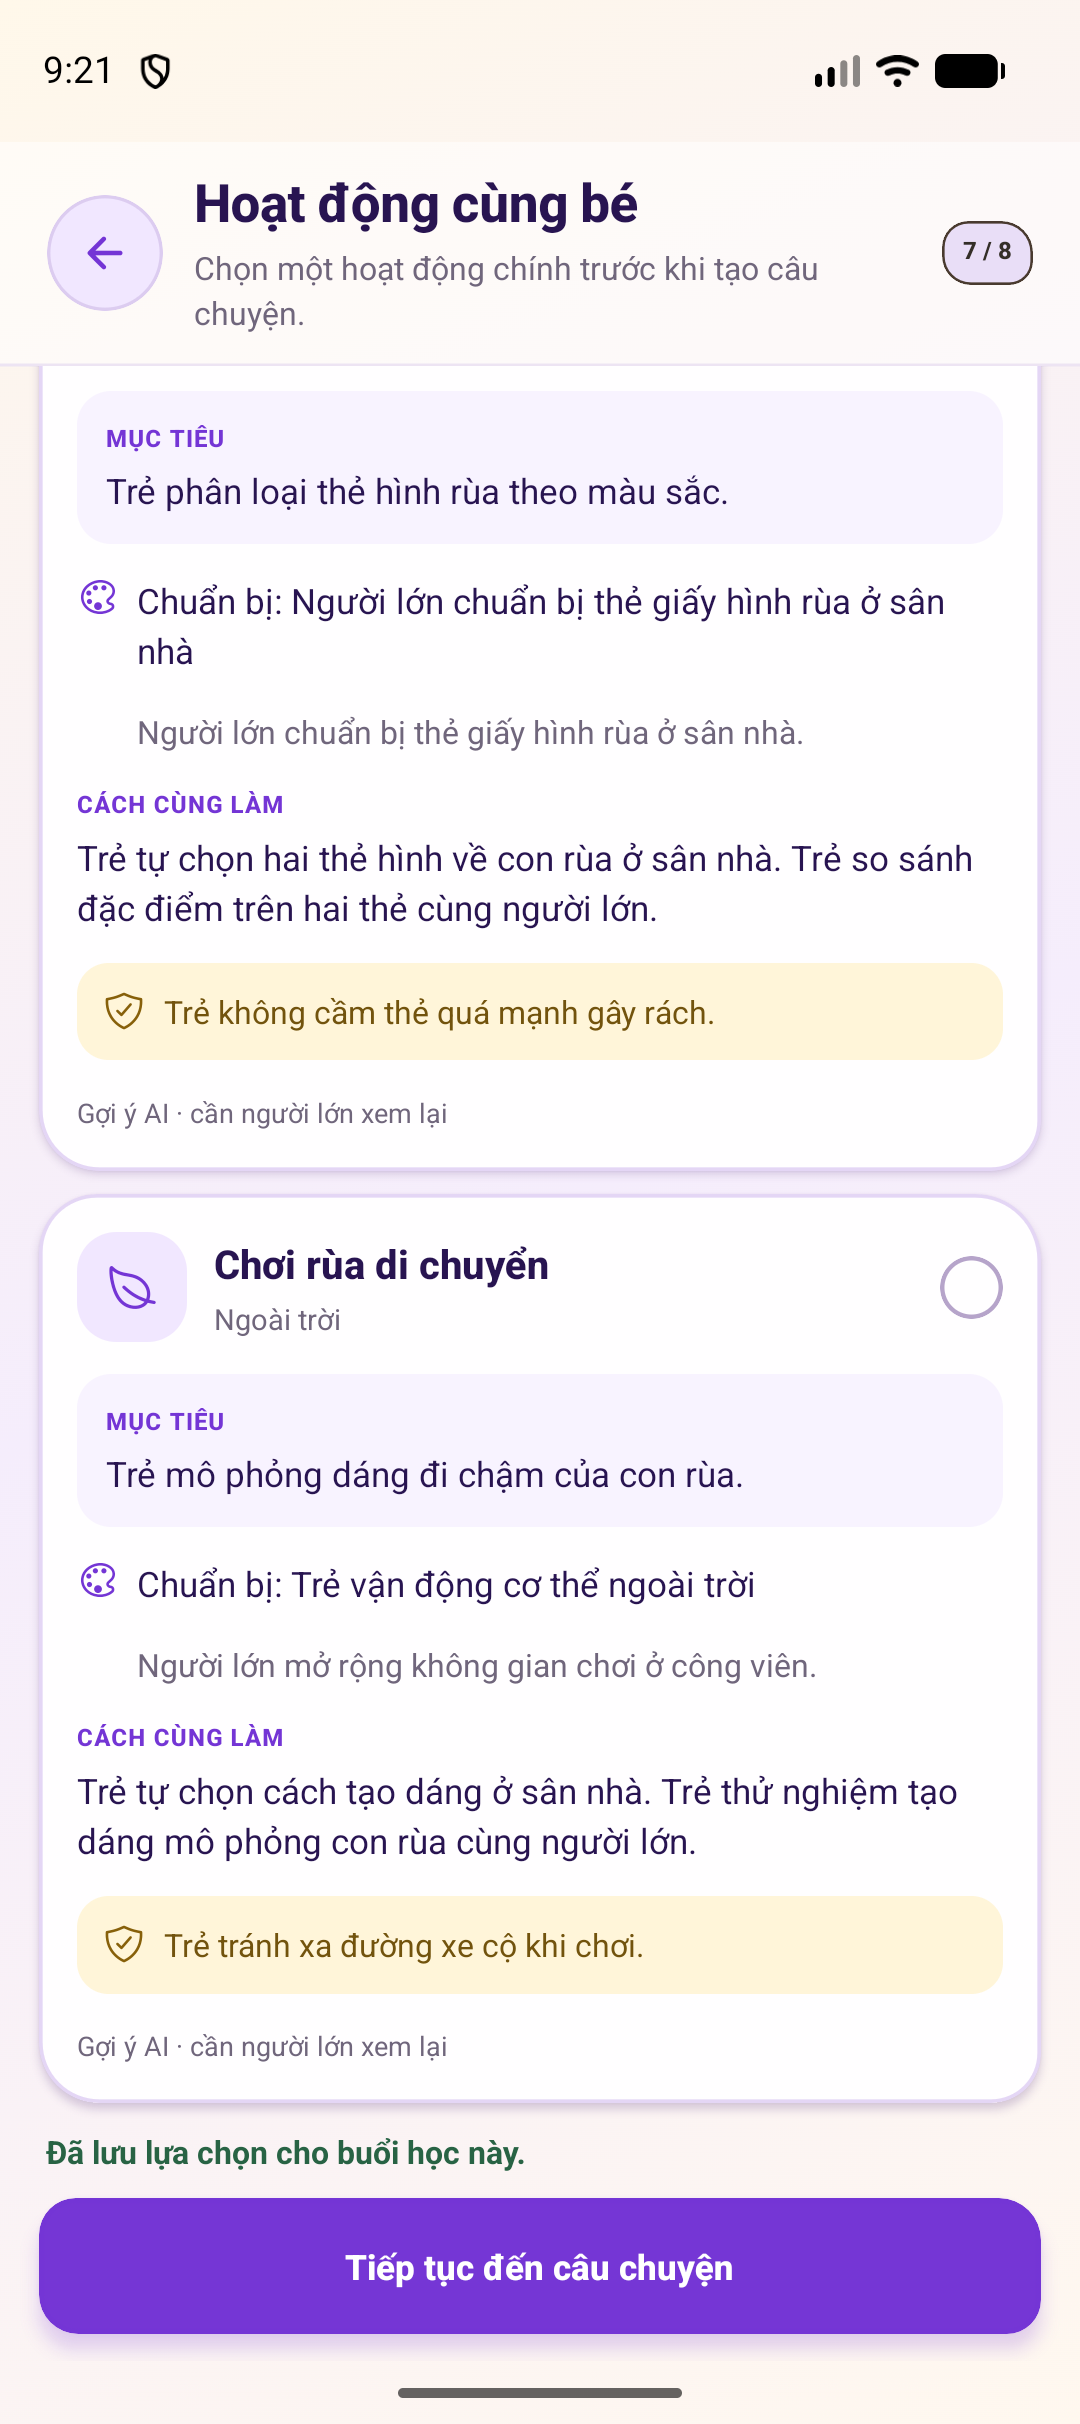 9:21
Hoạt động cùng bé
Chọn một hoạt động chính trước khi tạo câu
chuyện.
7 / 8
MỤC TIÊU
Trẻ phân loại thẻ hình rùa theo màu sắc.
Chuẩn bị: Người lớn chuẩn bị thẻ giấy hình rùa ở sân
nhà
Người lớn chuẩn bị thẻ giấy hình rùa ở sân nhà.
CÁCH CÙNG LÀM
Trẻ tự chọn hai thẻ hình về con rùa ở sân nhà. Trẻ so sánh
đặc điểm trên hai thẻ cùng người lớn.
Trẻ không cầm thẻ quá mạnh gây rách.
Gợi ý AI · cần người lớn xem lại
Chơi rùa di chuyển
Ngoài trời
MỤC TIÊU
Trẻ mô phỏng dáng đi chậm của con rùa.
Chuẩn bị: Trẻ vận động cơ thể ngoài trời
Người lớn mở rộng không gian chơi ở công viên.
CÁCH CÙNG LÀM
Trẻ tự chọn cách tạo dáng ở sân nhà. Trẻ thử nghiệm tạo
dáng mô phỏng con rùa cùng người lớn.
Trẻ tránh xa đường xe cộ khi chơi.
Gợi ý AI · cần người lớn xem lại
Đã lưu lựa chọn cho buổi học này.
Tiếp tục đến câu chuyện